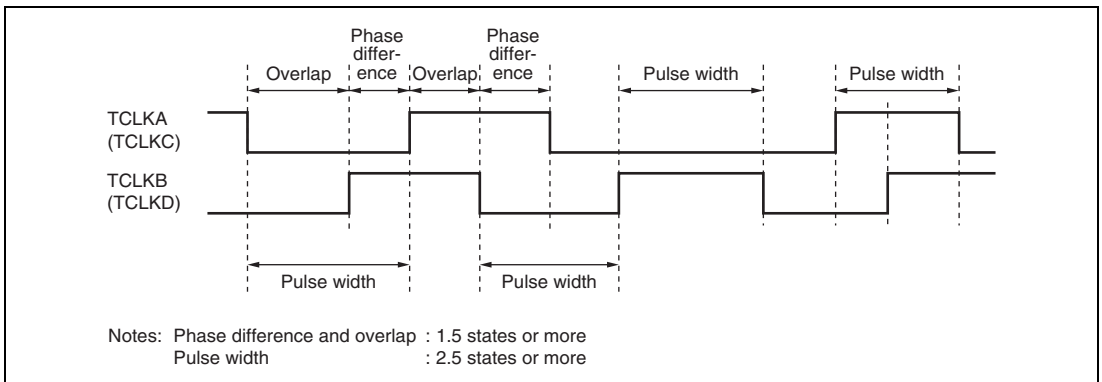 Phase
differ-
ence
Phase
differ-
ence
Overlap
Overlap
Pulse width
Pulse width
TCLKA
(TCLKC)
TCLKB
(TCLKD)
Pulse width
Pulse width
Notes: Phase difference and overlap : 1.5 states or more
Pulse width : 2.5 states or more